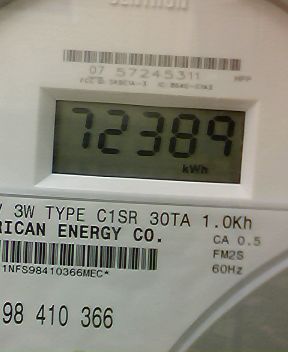 CENTRON
07 57245311
72389
kWh
V 3W TYPE C1SR 30TA 1.0Kh
RICAN ENERGY CO.
CA 0.5
FM2S
1NFS98410366MEC*
60Hz
98 410 366